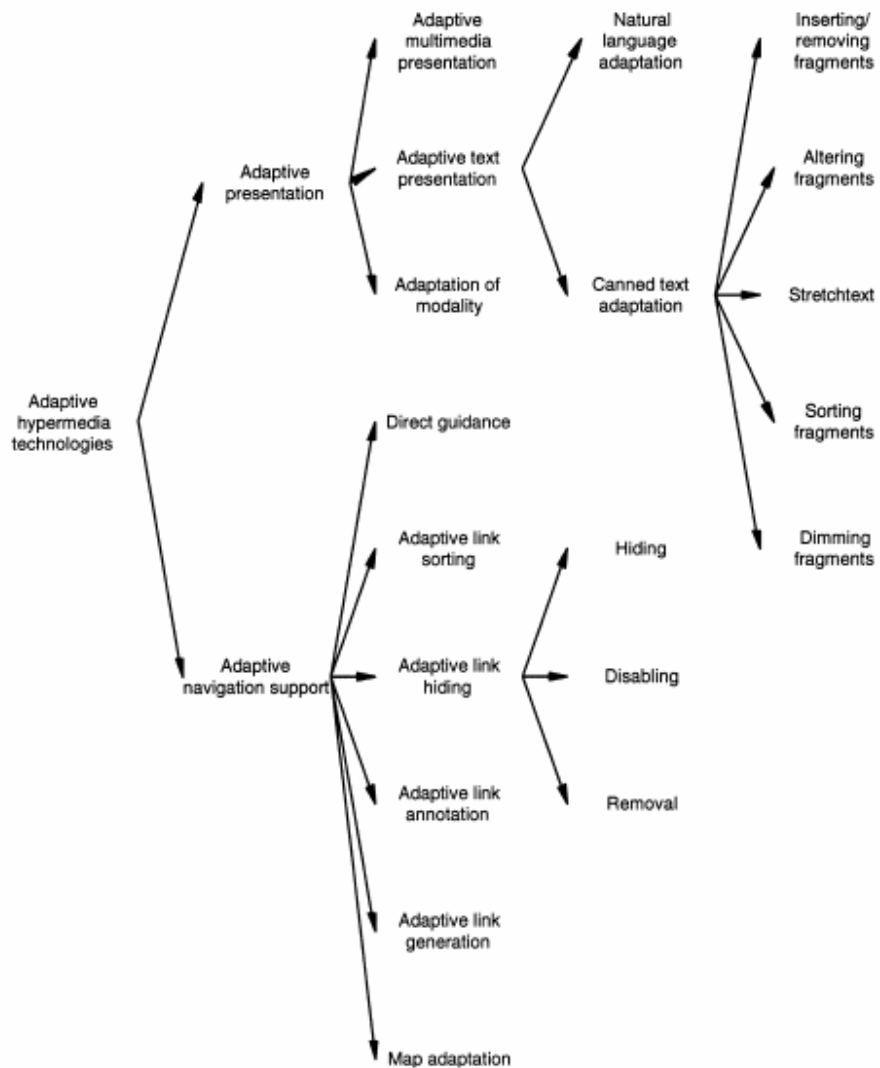 Adaptive
multimedia
presentation
Natural
language
adaptation
Inserting/
removing
fragments
Adaptive
presentation
Adaptive text
presentation
Altering
fragments
Adaptation of
modality
Canned text
adaptation
Stretchtext
Adaptive
hypermedia
technologies
Direct guidance
Sorting
fragments
Adaptive link
sorting
Hiding
Dimming
fragments
Adaptive
navigation support
Adaptive link
hiding
Disabling
Adaptive link
annotation
Removal
Adaptive link
generation
Map adaptation